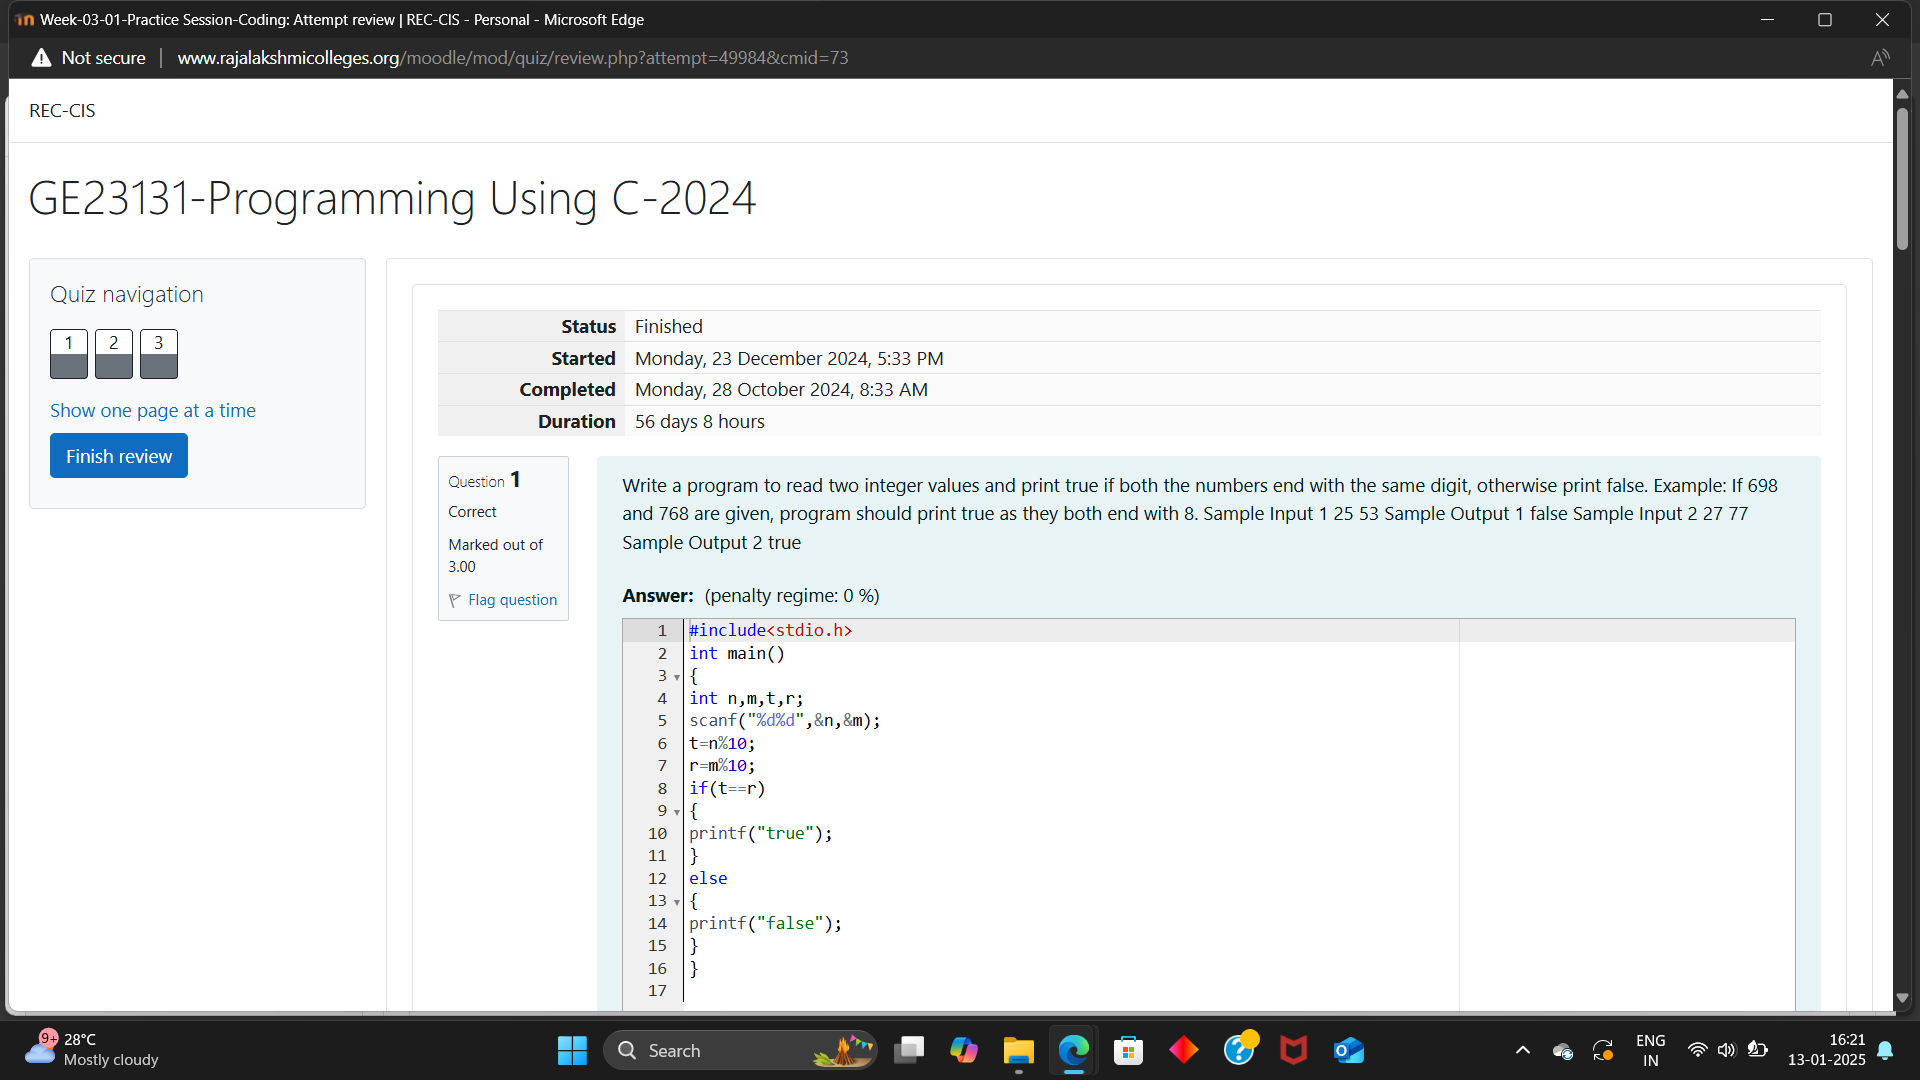 Week-03-01-Practice Session-Coding: Attempt review | REC-CIS - Personal - Microsoft Edge
Not secure | www.rajalakshmicolleges.org/moodle/mod/quiz/review.php?attempt=49984&cmid=73
REC-CIS
GE23131-Programming Using C-2024
Quiz navigation
1 2 3
Show one page at a time
Finish review
Status Finished
Started Monday, 23 December 2024, 5:33 PM
Completed Monday, 28 October 2024, 8:33 AM
Duration 56 days 8 hours
Question 1
Correct
Marked out of
3.00
Flag question
Write a program to read two integer values and print true if both the numbers end with the same digit, otherwise print false. Example: If 698
and 768 are given, program should print true as they both end with 8. Sample Input 1 25 53 Sample Output 1 false Sample Input 2 27 77
Sample Output 2 true
Answer: (penalty regime: 0 %)
1 #include<stdio.h>
2 int main()
3 {
4 int n,m,t,r;
5 scanf("%d%d",&n,&m);
6 t=n%10;
7 r=m%10;
8 if(t==r)
9 {
10 printf("true");
11 }
12 else
13 {
14 printf("false");
15 }
16 }
17
9+ 28°C
Mostly cloudy
Search
ENG
IN
16:21
13-01-2025